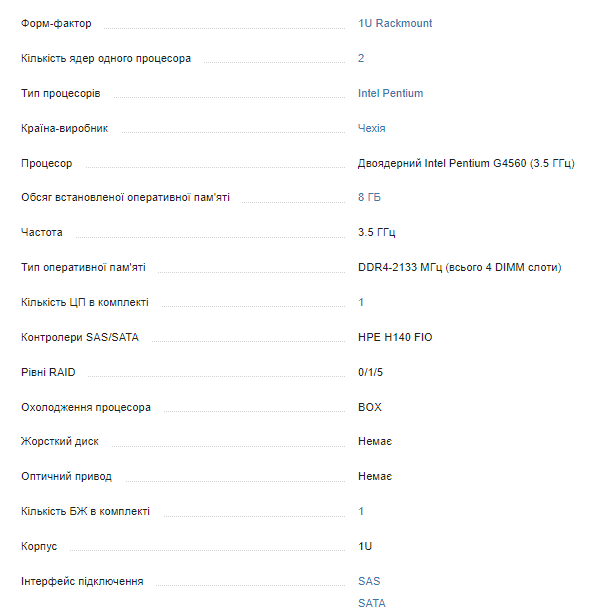 Форм-фактор 1U Rackmount
Кількість ядер одного процесора 2
Тип процесорів Intel Pentium
Країна-виробник Чехія
Процесор Двоядерний Intel Pentium G4560 (3.5 ГГц)
Обсяг встановленої оперативної пам'яті 8 ГБ
Частота 3.5 ГГц
Тип оперативної пам'яті DDR4-2133 МГц (всього 4 DIMM слоти)
Кількість ЦП в комплекті 1
Контролери SAS/SATA HPE H140 FIO
Рівні RAID 0/1/5
Охолодження процесора BOX
Жорсткий диск Немає
Оптичний привод Немає
Кількість БЖ в комплекті 1
Корпус 1U
Інтерфейс підключення SAS
SATA